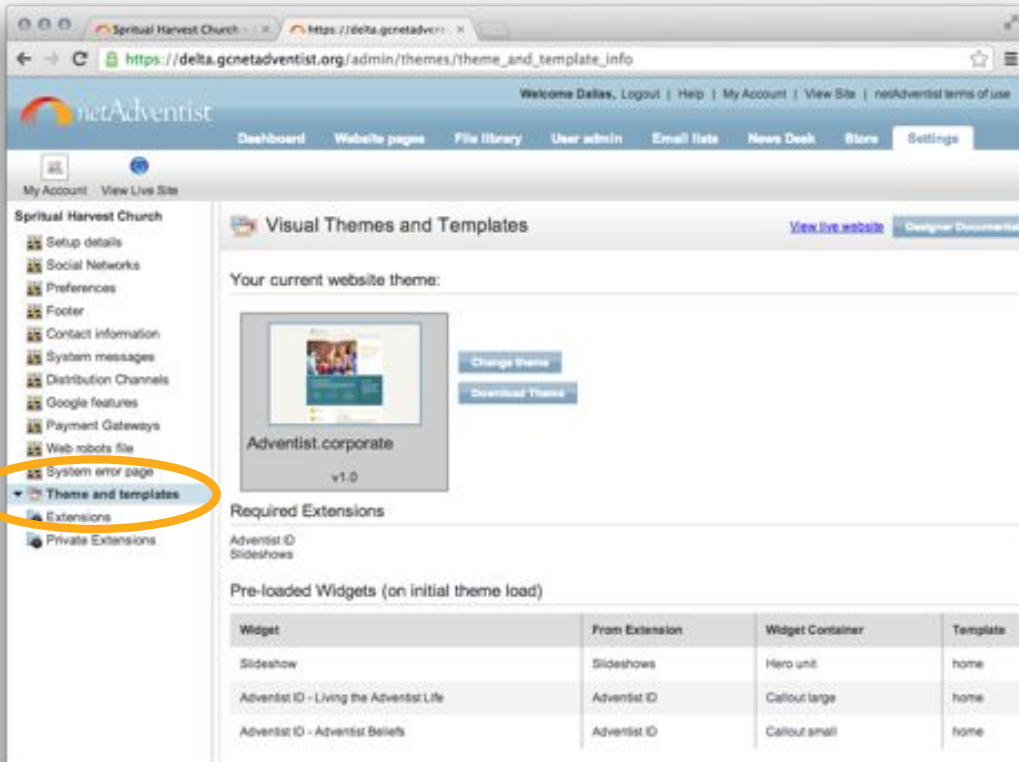 Spritual Harvest Church
https://delta.gcnetadvent
https://delta.gcnetadventist.org/admin/themes/theme_and_template_info
netAdventist
Welcome Dallas, Logout | Help | My Account | View Site | netAdventist terms of use
Dashboard Website pages File library User admin Email lists News Desk Store Settings
My Account View Live Site
Spritual Harvest Church
Setup details
Social Networks
Preferences
Footer
Contact information
System messages
Distribution Channels
Google features
Payment Gateways
Web robots file
System error page
Theme and templates
Extensions
Private Extensions
Visual Themes and Templates
View live website Designer Documentat
Your current website theme:
Change theme
Download Theme
Adventist.corporate
v1.0
Required Extensions
Adventist ID
Slideshows
Pre-loaded Widgets (on initial theme load)
Widget From Extension Widget Container Template
Slideshow Slideshows Hero unit home
Adventist ID - Living the Adventist Life Adventist ID Callout large home
Adventist ID - Adventist Beliefs Adventist ID Callout small home